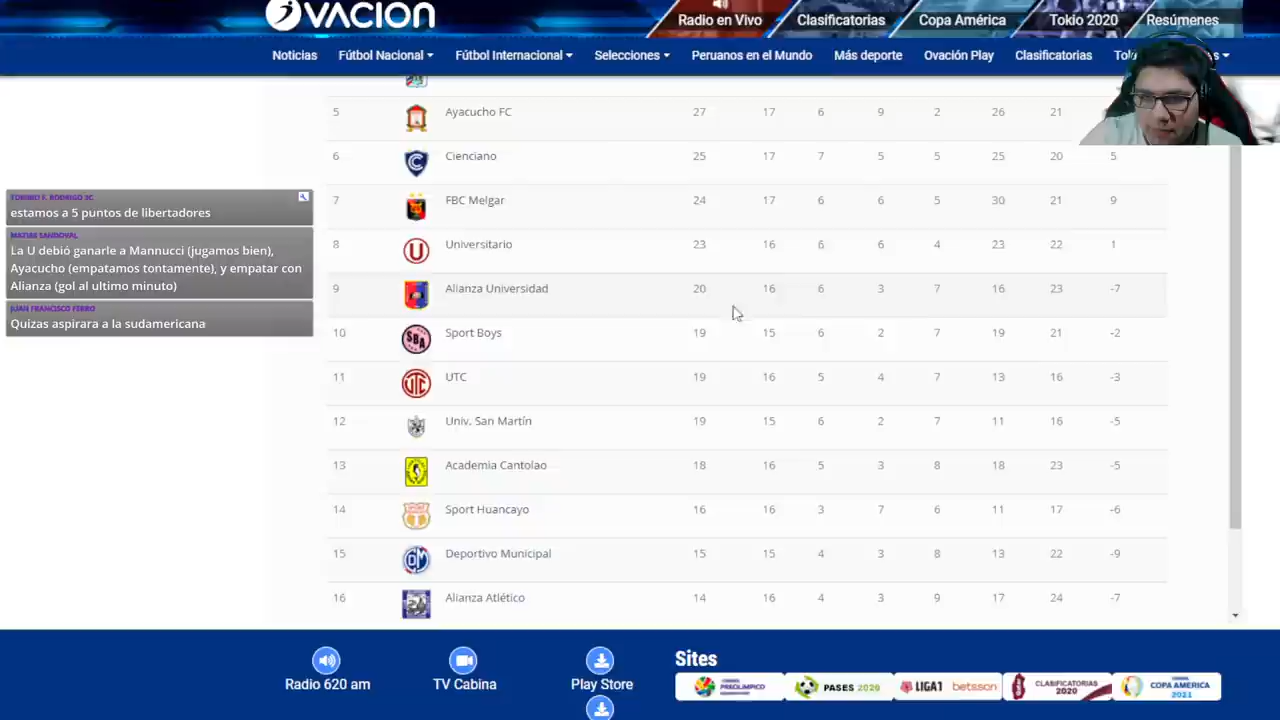 OVACION
Radio en Vivo Clasificatorias Copa América Tokio 2020 Resúmenes
Noticias Fútbol Nacional Fútbol Internacional Selecciones Peruanos en el Mundo Más deporte Ovación Play Clasificatorias
5 Ayacucho FC 27 17 6 9 2 26 21
6 Cienciano 25 17 7 5 5 25 20 5
7 FBC Melgar 24 17 6 6 5 30 21 9
8 Universitario 23 16 6 6 4 23 22 1
9 Alianza Universidad 20 16 6 3 7 16 23 -7
10 Sport Boys 19 15 6 2 7 19 21 -2
11 UTC 19 16 5 4 7 13 16 -3
12 Univ. San Martín 19 15 6 2 7 11 16 -5
13 Academia Cantolao 18 16 5 3 8 18 23 -5
14 Sport Huancayo 16 16 3 7 6 11 17 -6
15 Deportivo Municipal 15 15 4 3 8 13 22 -9
16 Alianza Atlético 14 16 4 3 9 17 24 -7
estamos a 5 puntos de libertadores
MATIAS SANDOVAL
La U debió ganarle a Mannucci (jugamos bien),
Ayacucho (empatamos tontamente), y empatar con
Alianza (gol al ultimo minuto)
JUAN FRANCISCO FERRO
Quizas aspirara a la sudamericana
Radio 620 am
TV Cabina
Play Store
Sites
PREOLÍMPICO
PASES 2020
LIGA1 betsson
CLASIFICATORIAS
2020
COPA AMÉRICA
2021